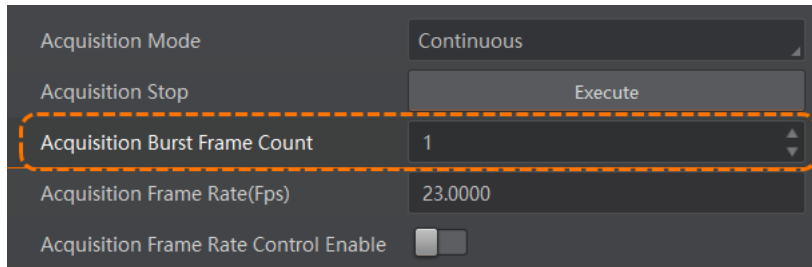 Acquisition Mode Continuous
Acquisition Stop Execute
Acquisition Burst Frame Count 1
Acquisition Frame Rate(Fps) 23.0000
Acquisition Frame Rate Control Enable